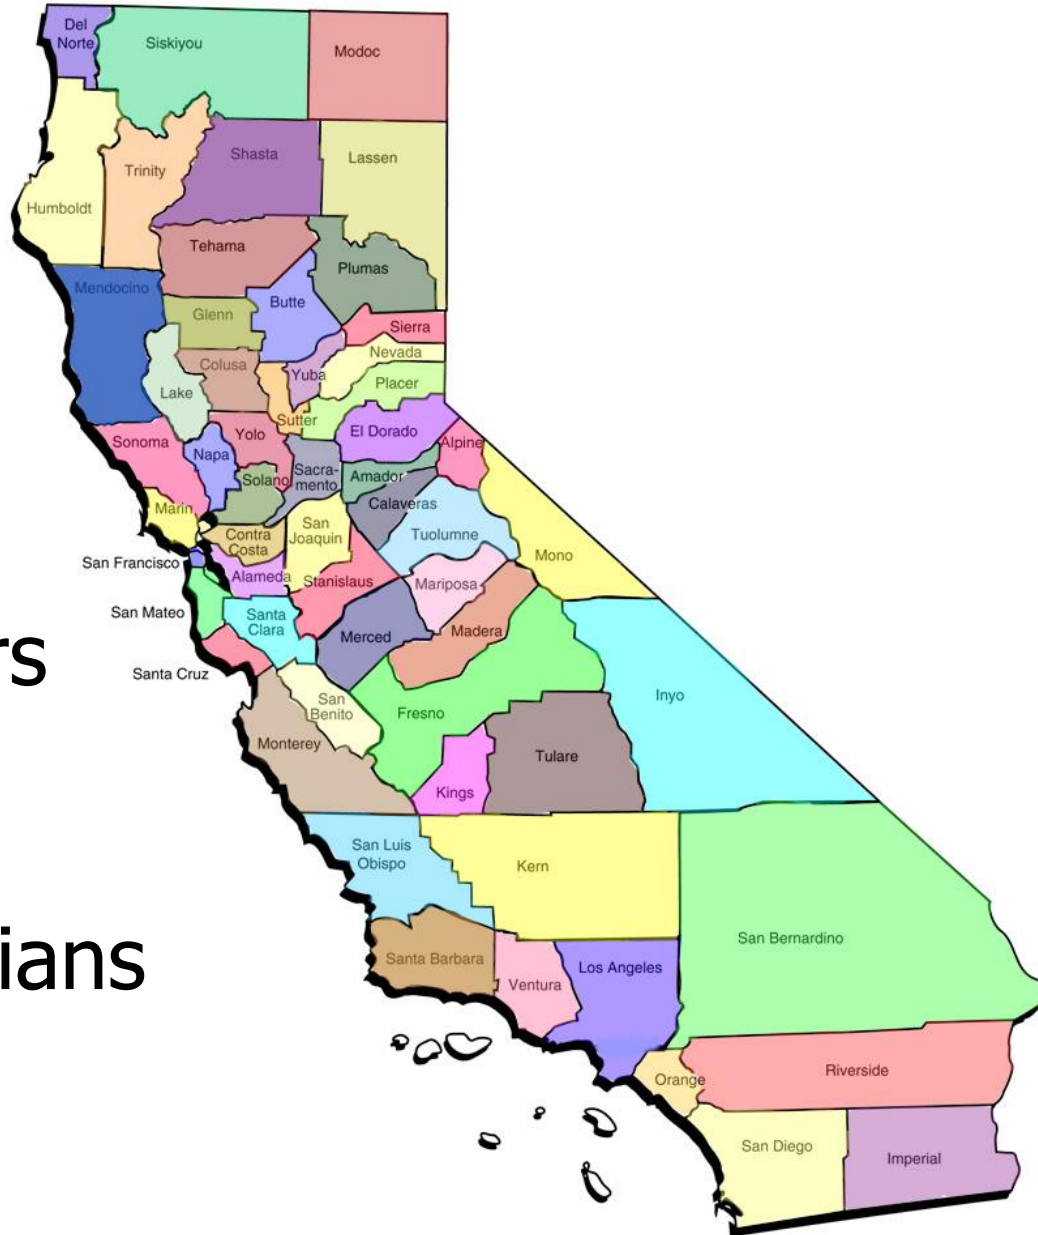 Del
Norte
Siskiyou
Modoc
Shasta
Lassen
Trinity
Humboldt
Tehama
Plumas
Mendocino
Butte
Glenn
Sierra
Nevada
Colusa
Yuba
Placer
Lake
Sutter
El Dorado
Yolo
Sonoma
Alpine
Napa
Sacra-
mento
Solano
Amador
Calaveras
Marin
San
Joaquin
Contra
Costa
Tuolumne
Mono
San Francisco
Alameda
Stanislaus
Mariposa
San Mateo
Santa
Clara
Merced
Madera
rs
Santa Cruz
Inyo
San
Benito
Fresno
Monterey
Tulare
Kings
San Luis
Obispo
Kern
ians
San Bernardino
Santa Barbara
Los Angeles
Ventura
Riverside
Orange
San Diego
Imperial